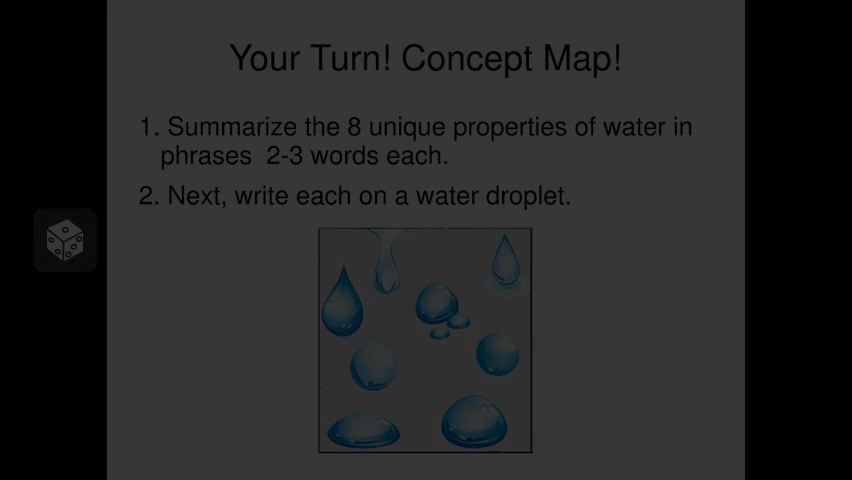 Your Turn! Concept Map!
1. Summarize the 8 unique properties of water in
phrases  2-3 words each.
2. Next, write each on a water droplet.